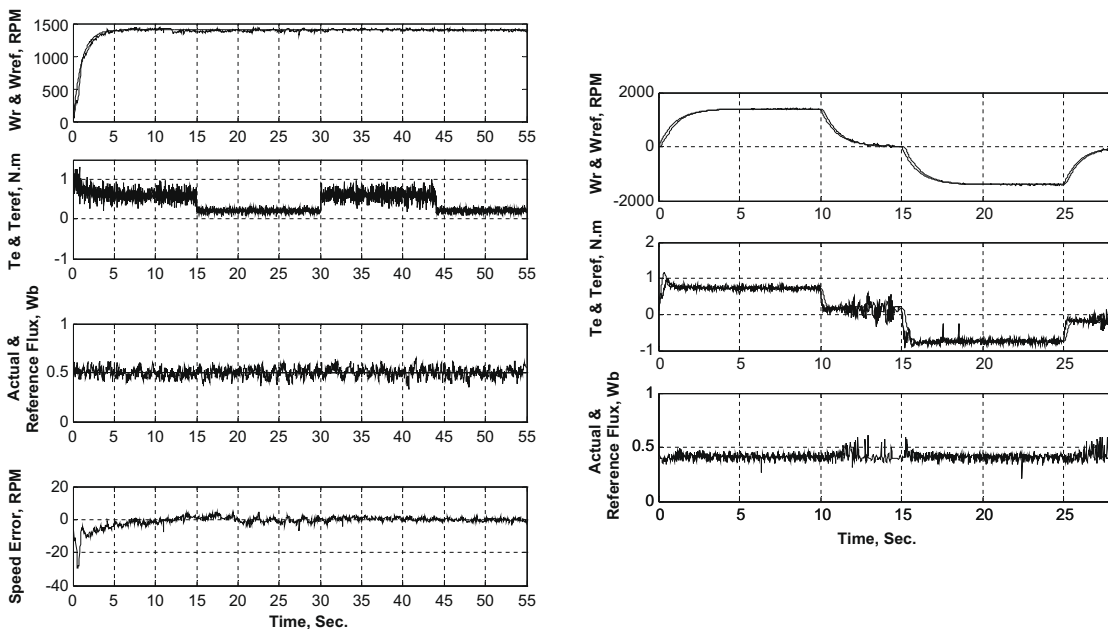 Wr & Wref, RPM
1500
1000
500
0
0 5 10 15 20 25 30 35 40 45 50 55
Te & Teref, N.m
1
0
-1
0 5 10 15 20 25 30 35 40 45 50 55
Actual &
Reference Flux, Wb
1
0.5
0
0 5 10 15 20 25 30 35 40 45 50 55
Speed Error, RPM
20
0
-20
-40
0 5 10 15 20 25 30 35 40 45 50 55
Time, Sec.
Wr & Wref, RPM
2000
0
-2000
0 5 10 15 20 25
Te & Teref, N.m
2
1
0
-1
0 5 10 15 20 25
Actual &
Reference Flux, Wb
1
0.5
0
0 5 10 15 20 25
Time, Sec.